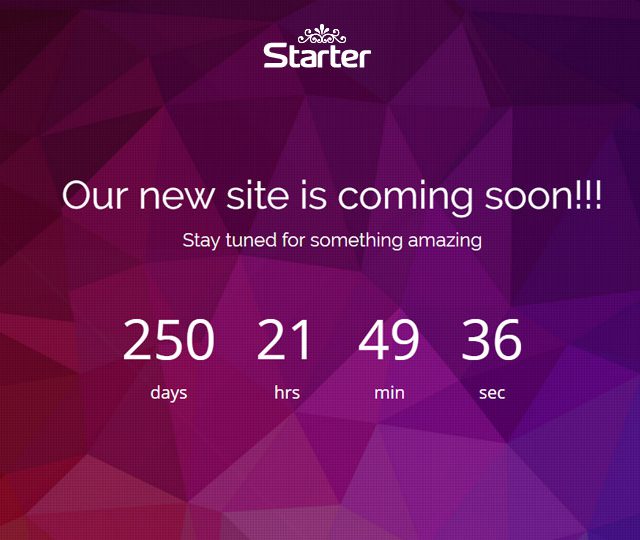 Starter
Our new site is coming soon!!!
Stay tuned for something amazing
250 21 49 36
days hrs min sec